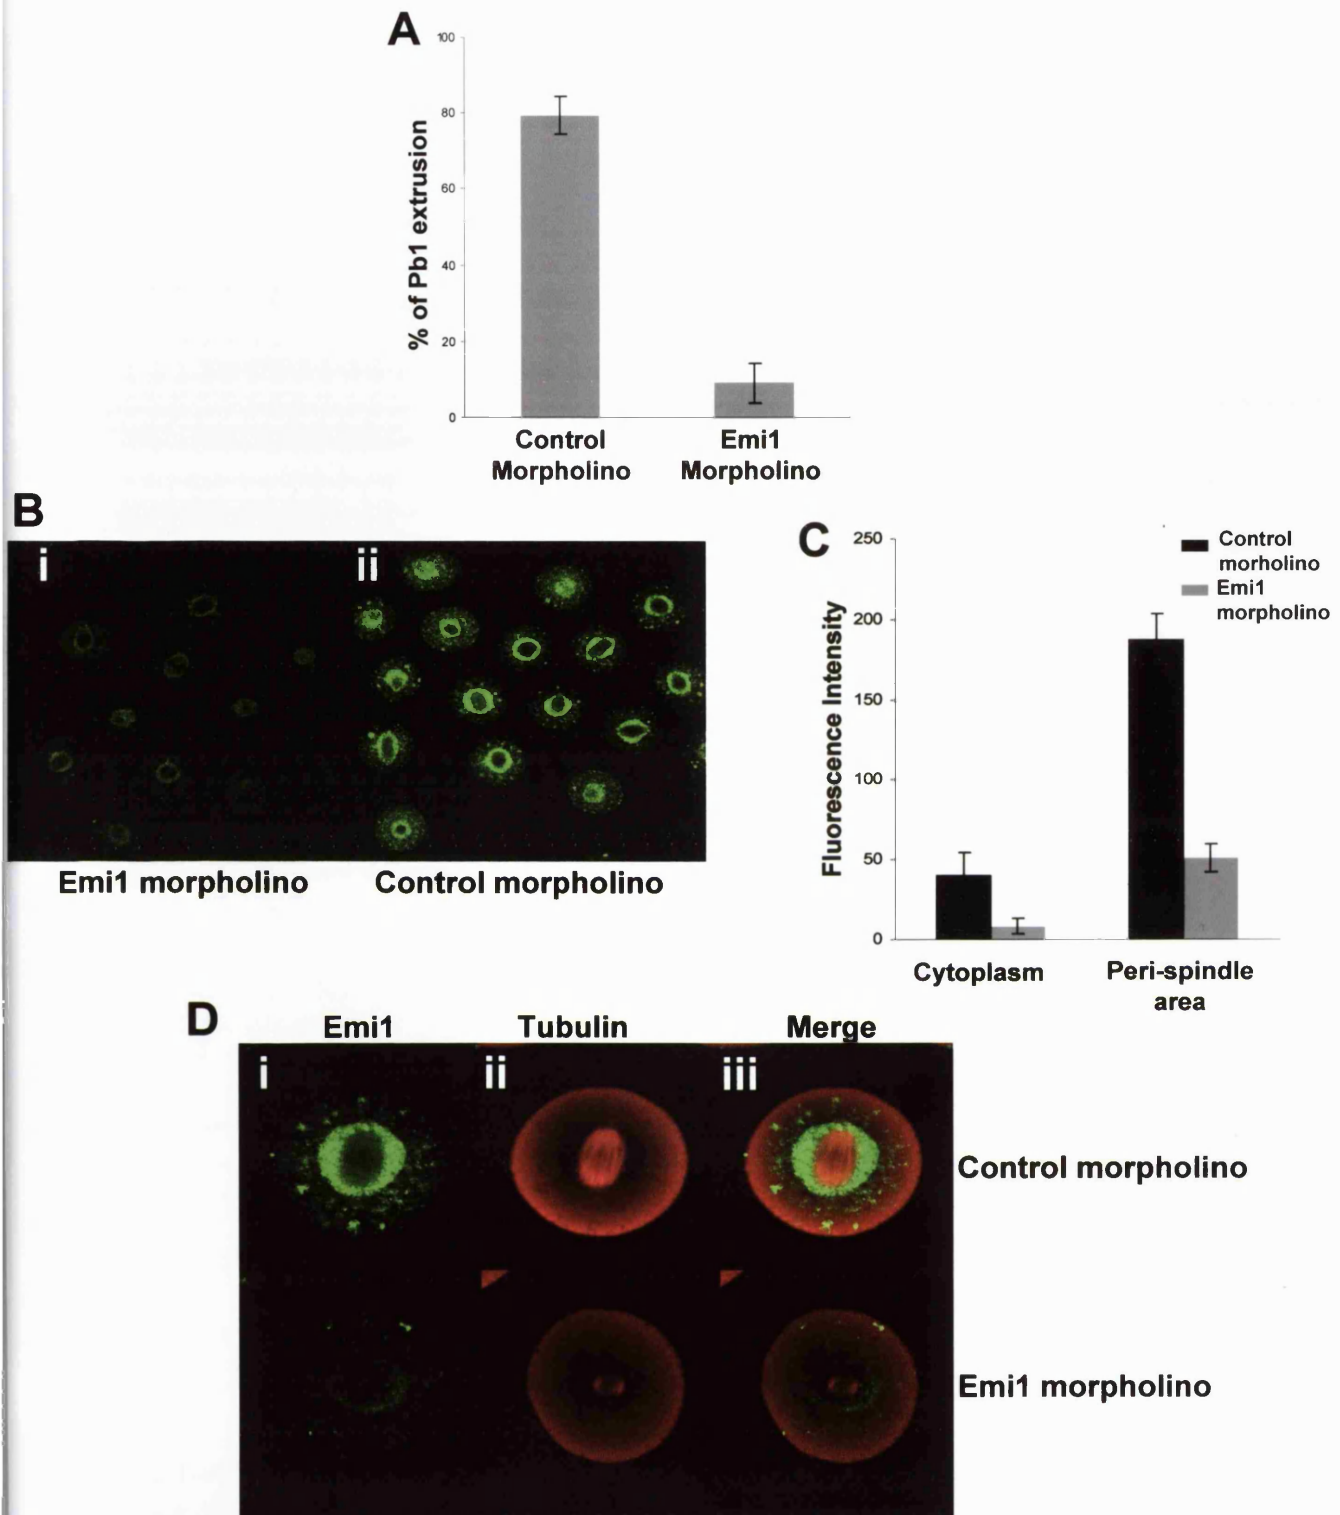 A
100
80
60
40
20
0
% of Pb1 extrusion
Control
Morpholino
Emi1
Morpholino
B
i
ii
Emi1 morpholino
Control morpholino
C
250
200
150
100
50
0
Fluorescence Intensity
Control
morholino
Emi1
morpholino
Cytoplasm
Peri-spindle
area
D
Emi1
Tubulin
Merge
i
ii
iii
Control morpholino
Emi1 morpholino